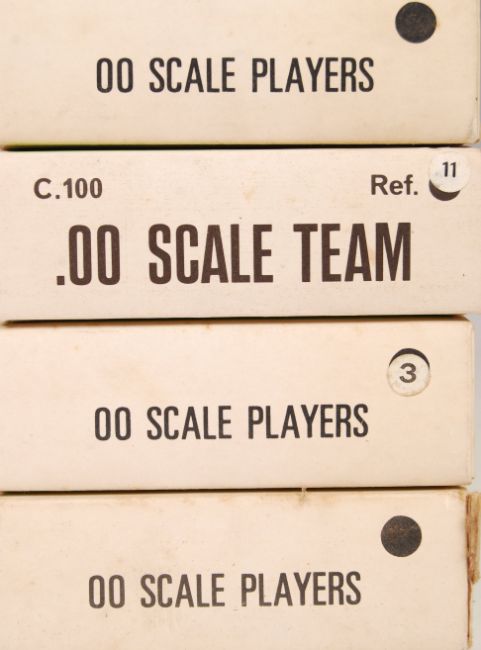 00 SCALE PLAYERS
C.100 Ref. 11
.00 SCALE TEAM
3
00 SCALE PLAYERS
00 SCALE PLAYERS